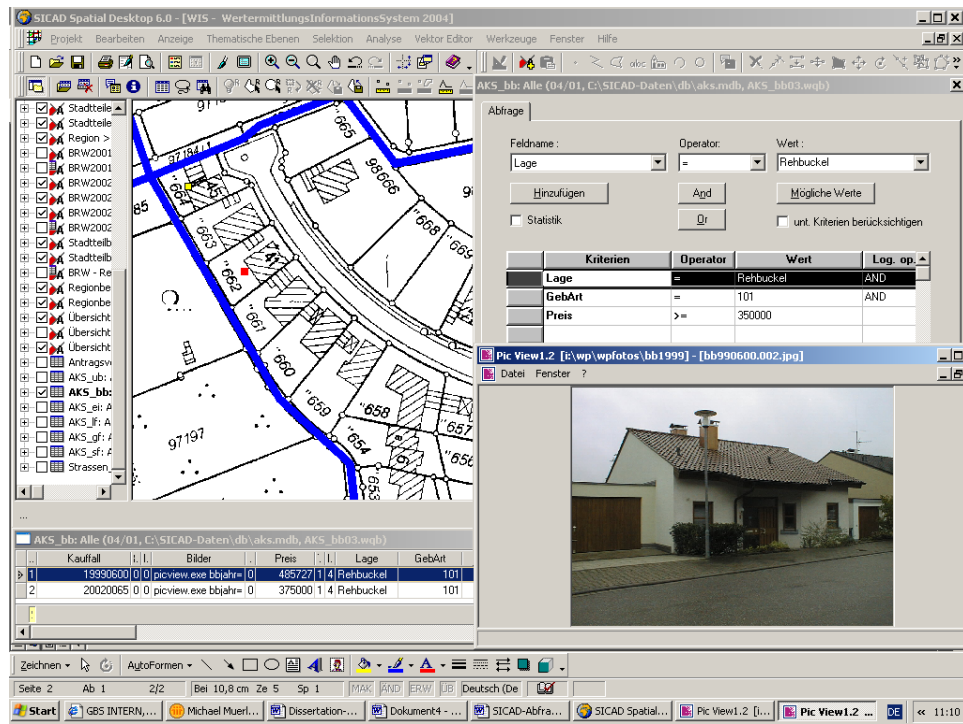 SICAD Spatial Desktop 6.0 - [WIS - WertermittlungsInformationsSystem 2004]
Projekt Bearbeiten Anzeige Thematische Ebenen Selektion Analyse Vektor Editor Werkzeuge Fenster Hilfe
abc
AKS_bb: Alle (04/01, C:\SICAD-Daten\db\aks.mdb, AKS_bb03.wqb)
Abfrage
Feldname : Operator: Wert :
Lage = Rehbuckel
Hinzufügen And Mögliche Werte
Statistik Or unt. Kriterien berücksichtigen
Kriterien Operator Wert Log. op.
Lage = Rehbuckel AND
GebArt = 101 AND
Preis >= 350000
Stadtteile
Stadtteile
Region >
BRW2001
BRW2001
BRW2002
BRW2002
BRW2002
BRW2002
Stadtteilb
Stadtteilb
BRW - Re
Regionbe
Regionbe
Übersicht
Übersicht
Übersicht
Antragsv
AKS_ub:
AKS_bb:
AKS_ei: A
AKS_lf: A
AKS_gf: A
AKS_sf: A
Strassen_
971
97184/1
665
98666
664
45
85
663
668
669
41
662
661
660
659
658
657
97197
654
656
653
Pic View1.2 [i:\wp\wpfotos\bb1999] - [bb990600.002.jpg]
Datei Fenster ?
...
AKS_bb: Alle (04/01, C:\SICAD-Daten\db\aks.mdb, AKS_bb03.wqb)
Kauffall Bilder Preis Lage GebArt
1 19990600 0 0 picview.exe bbjahr= 0 485727 1 4 Rehbuckel 101
2 20020065 0 0 picview.exe bbjahr= 0 375000 1 4 Rehbuckel 101
Zeichnen AutoFormen
Seite 2 Ab 1 2/2 Bei 10,8 cm Ze 5 Sp 1 MAK AND ERW ÜB Deutsch (De
Start GBS INTERN,... Michael Muerl... Dissertation-... Dokument4 - ... SICAD-Abfra... SICAD Spatial... Pic View1.2 [i... Pic View1.2 ... DE « 11:10